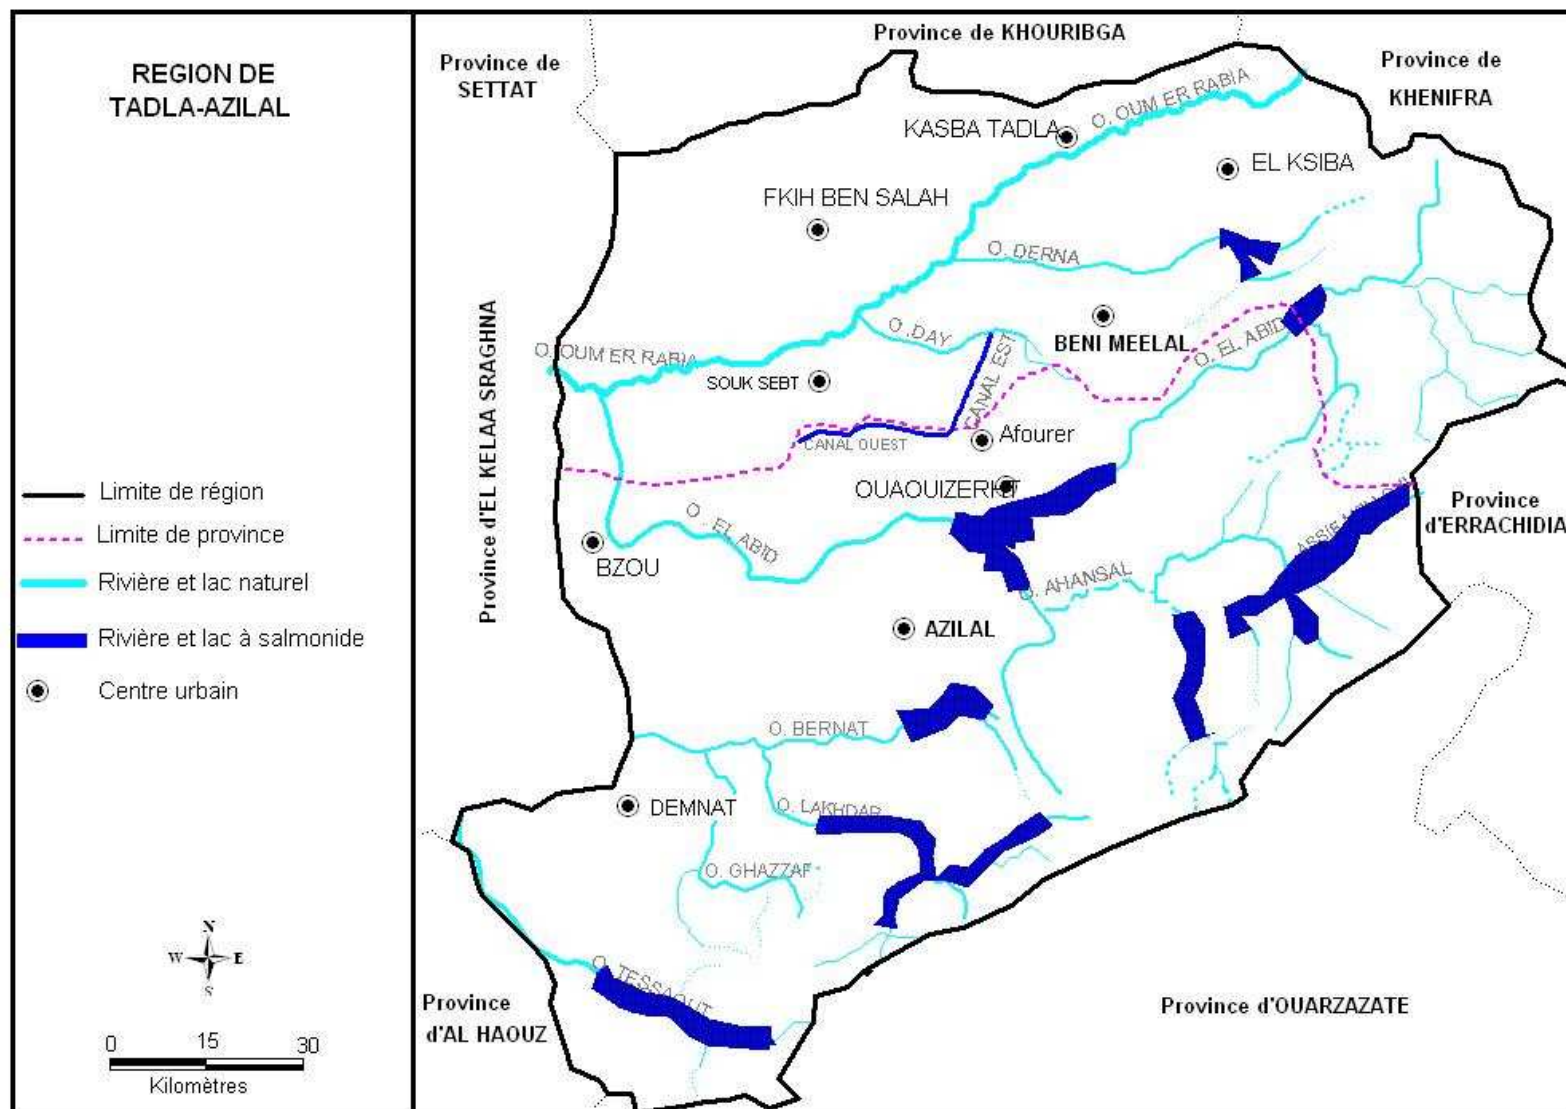 REGION DE
TADLA-AZILAL
Limite de région
Limite de province
Rivière et lac naturel
Rivière et lac à salmonide
Centre urbain
N
W
E
S
0
15
30
Kilomètres
Province de
SETTAT
Province de KHOURIBGA
Province de
KHENIFRA
KASBA TADLA
O. OUM ER RABIA
EL KSIBA
FKIH BEN SALAH
O. DERNA
Province d'EL KELAA SRAGHNA
O. DAY
BENI MEELAL
O. EL ABID
O. OUM ER RABIA
SOUK SEBT
CANAL EST
CANAL OUEST
Afourer
OUAOUIZERHT
Province
d'ERRACHIDIA
O. EL ABID
BZOU
O. AHANSAL
AZILAL
O. BERNAT
DEMNAT
O. LAKHDAR
O. GHAZZAF
O. TESSAOUT
Province
d'AL HAOUZ
Province d'OUARZAZATE